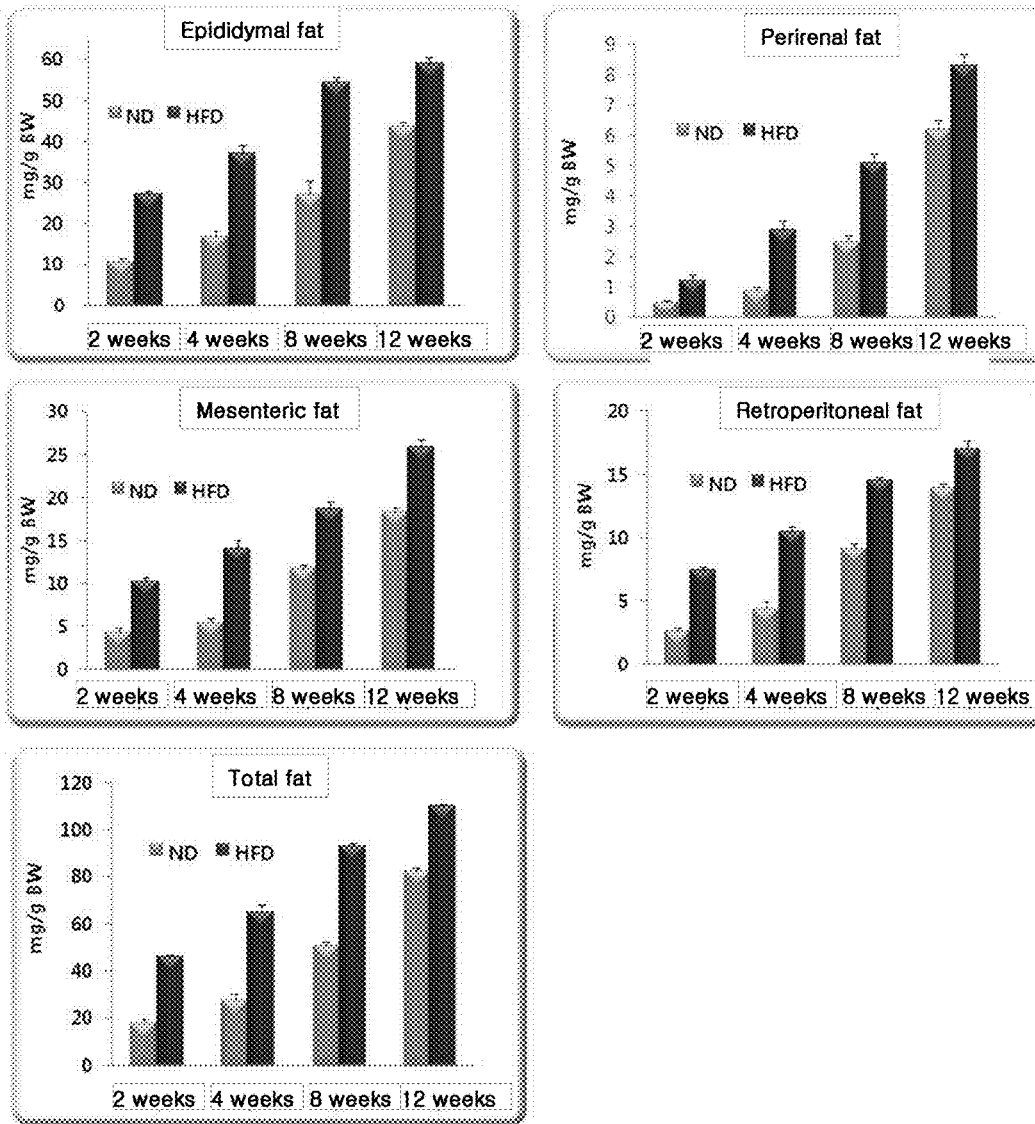 Epididymal fat
60
50
40
30
20
10
0
mg/g BW
ND HFD
2 weeks 4 weeks 8 weeks 12 weeks
Perirenal fat
9
8
7
6
5
4
3
2
1
0
mg/g BW
ND HFD
2 weeks 4 weeks 8 weeks 12 weeks
Mesenteric fat
30
25
20
15
10
5
0
mg/g BW
ND HFD
2 weeks 4 weeks 8 weeks 12 weeks
Retroperitoneal fat
20
15
10
5
0
mg/g BW
ND HFD
2 weeks 4 weeks 8 weeks 12 weeks
Total fat
120
100
80
60
40
20
0
mg/g BW
ND HFD
2 weeks 4 weeks 8 weeks 12 weeks